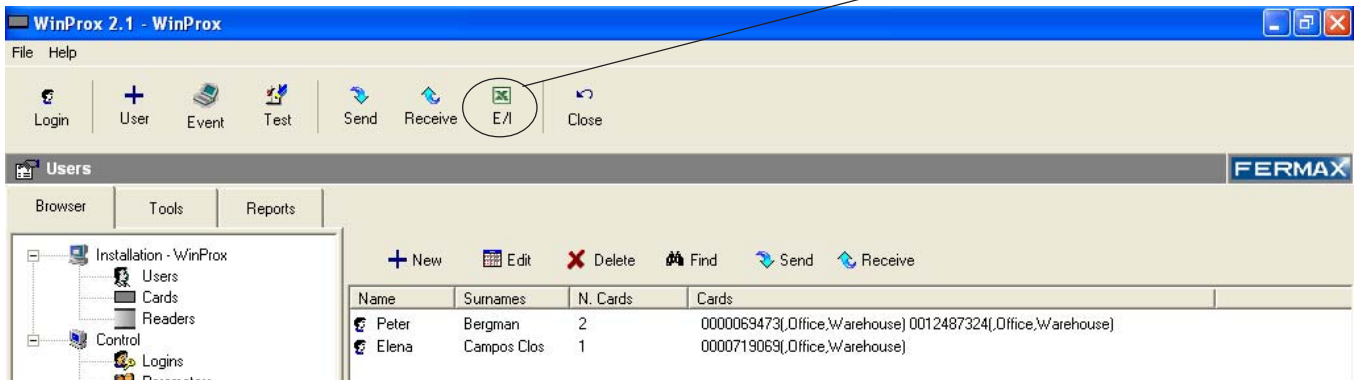 WinProx 2.1 - WinProx
File Help
Login User Event Test Send Receive E/I Close
Users FERMAX
Browser Tools Reports
Installation - WinProx
Users
Cards
Readers
Control
Logins
New Edit Delete Find Send Receive
Name Surnames N. Cards Cards
Peter Bergman 2 0000069473(,Office,Warehouse) 0012487324(,Office,Warehouse)
Elena Campos Clos 1 0000719069(,Office,Warehouse)